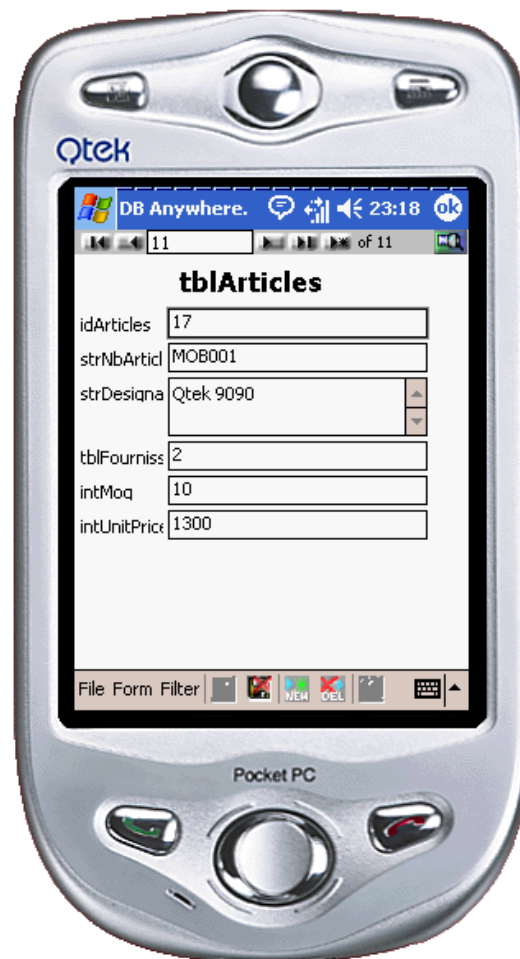 Qtek
DB Anywhere. 23:18 ok
11 of 11
tblArticles
idArticles 17
strNbArticl MOB001
strDesigna Qtek 9090
tblFourniss 2
intMoq 10
intUnitPrice 1300
File Form Filter NEW DEL
Pocket PC